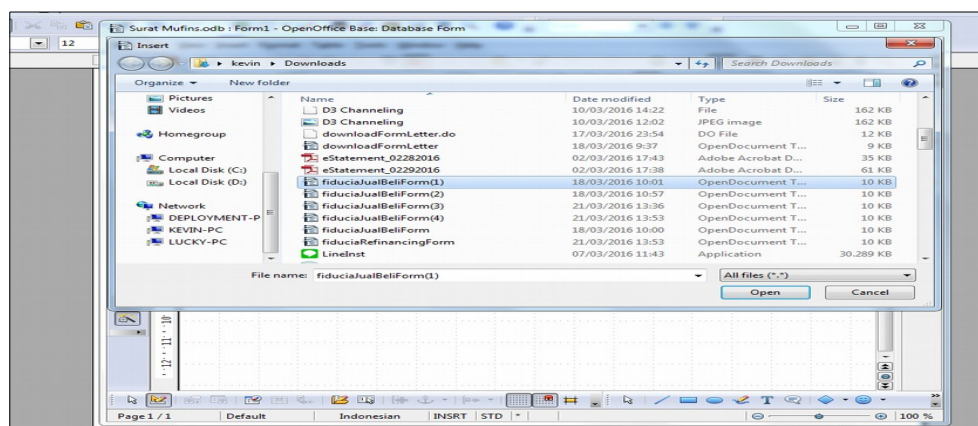 Surat Mufins.odb : Form1 - OpenOffice Base: Database Form
12
Insert
kevin Downloads Search Downloads
Organize New folder
Name Date modified Type Size
Pictures
Videos
Homegroup
Computer
Local Disk (C:)
Local Disk (D:)
Network
DEPLOYMENT-P
KEVIN-PC
LUCKY-PC
D3 Channeling 10/03/2016 14:22 File 162 KB
D3 Channeling 10/03/2016 12:02 JPEG image 162 KB
downloadFormLetter.do 17/03/2016 23:54 DO File 12 KB
downloadFormLetter 18/03/2016 9:37 OpenDocument T... 9 KB
eStatement_02282016 02/03/2016 17:43 Adobe Acrobat D... 35 KB
eStatement_02292016 02/03/2016 17:38 Adobe Acrobat D... 61 KB
fiduciaJualBeliForm(1) 18/03/2016 10:01 OpenDocument T... 10 KB
fiduciaJualBeliForm(2) 18/03/2016 10:57 OpenDocument T... 10 KB
fiduciaJualBeliForm(3) 21/03/2016 13:36 OpenDocument T... 10 KB
fiduciaJualBeliForm(4) 21/03/2016 13:53 OpenDocument T... 10 KB
fiduciaJualBeliForm 18/03/2016 10:00 OpenDocument T... 10 KB
fiduciaRefinancingForm 21/03/2016 13:53 OpenDocument T... 10 KB
LineInst 07/03/2016 11:43 Application 30.289 KB
File name: fiduciaJualBeliForm(1) All files (*.*)
Open Cancel
10
11
12
Page 1 / 1 Default Indonesian INSRT STD * 100 %